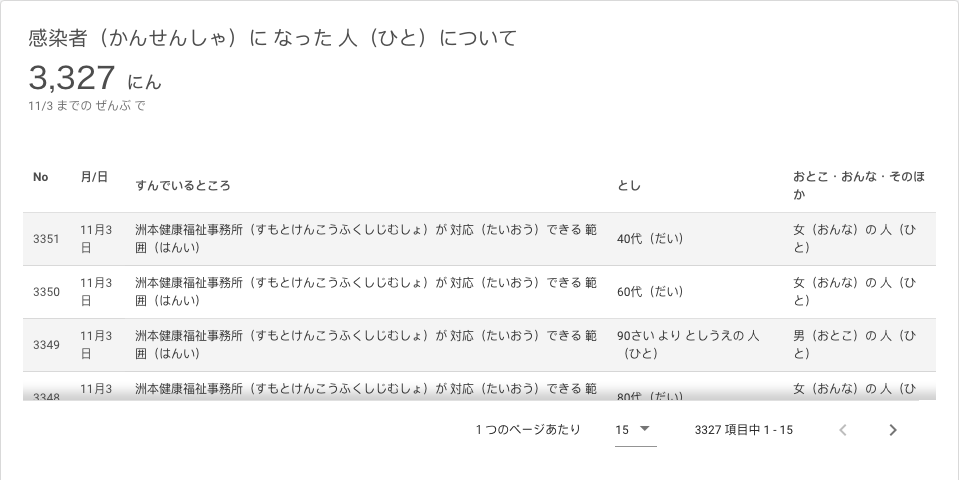 感染者（かんせんしゃ）に なった 人（ひと）について
3,327 にん
11/3 までの ぜんぶ で
No 月/日 すんでいるところ とし おとこ・おんな・そのほ
か
3351 11月3 洲本健康福祉事務所（すもとけんこうふくしじむしょ）が 対応（たいおう）できる 範 40代（だい） 女（おんな）の 人（ひ
日 囲（はんい） と）
3350 11月3 洲本健康福祉事務所（すもとけんこうふくしじむしょ）が 対応（たいおう）できる 範 60代（だい） 女（おんな）の 人（ひ
日 囲（はんい） と）
3349 11月3 洲本健康福祉事務所（すもとけんこうふくしじむしょ）が 対応（たいおう）できる 範 90さい より としうえの 人 男（おとこ）の 人（ひ
日 囲（はんい） （ひと） と）
3348 11月3 洲本健康福祉事務所（すもとけんこうふくしじむしょ）が 対応（たいおう）できる 範 80代（だい） 女（おんな）の 人（ひ
1 つのページあたり 15 3327 項目中 1 - 15